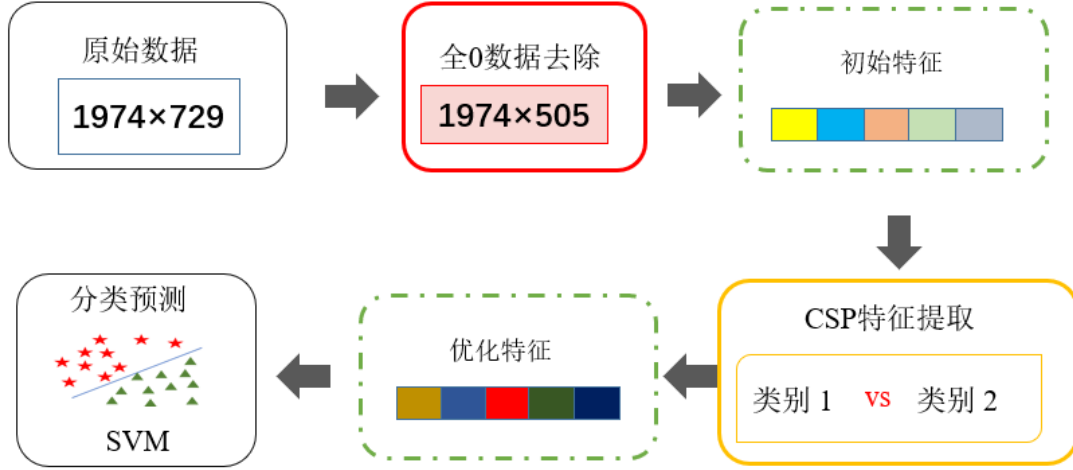 原始数据
1974×729
全0数据去除
1974×505
初始特征
CSP特征提取
类别 1 vs 类别 2
优化特征
分类预测
SVM